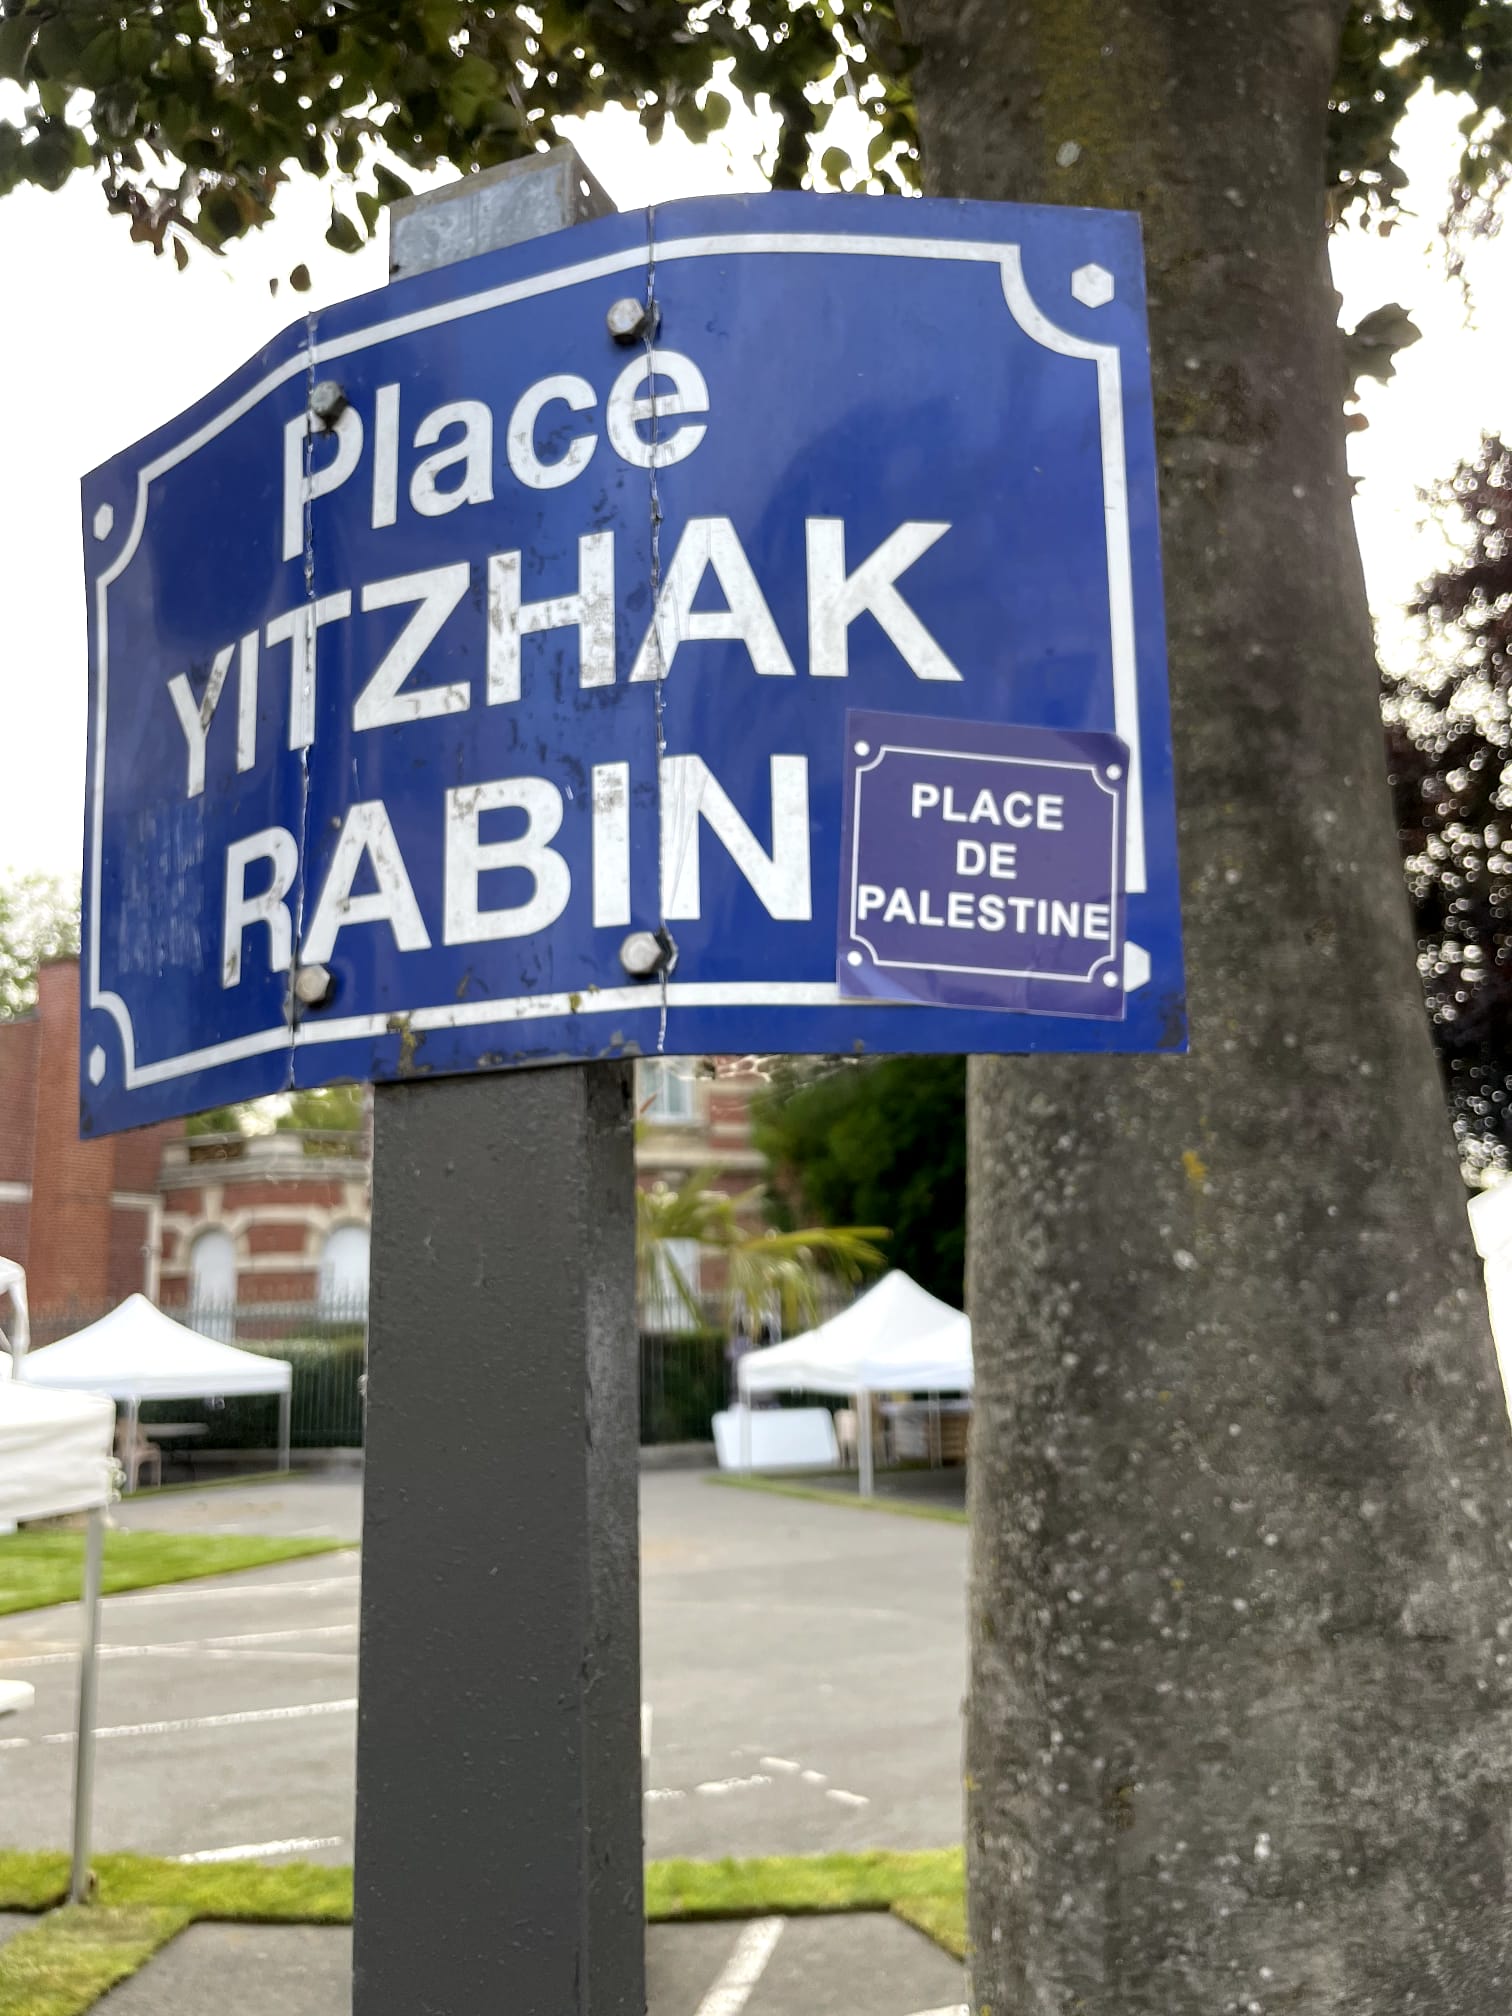 Place
YITZHAK
RABIN
PLACE
DE
PALESTINE